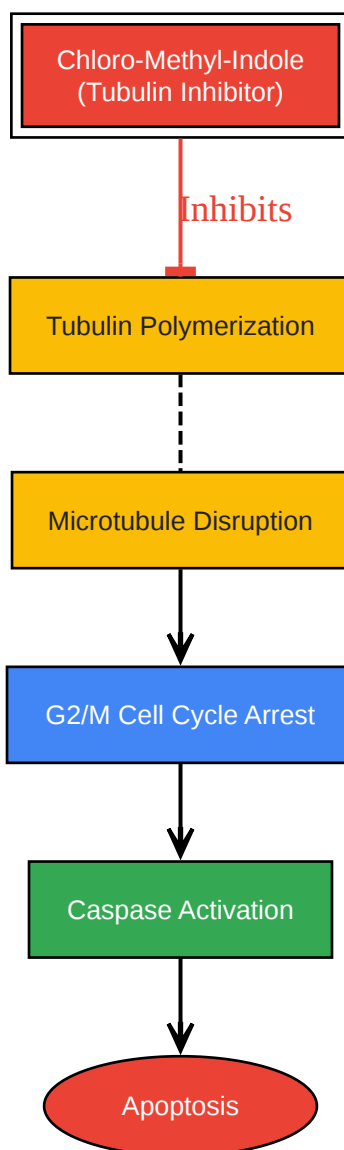 Chloro-Methyl-Indole
(Tubulin Inhibitor)
Inhibits
Tubulin Polymerization
Microtubule Disruption
G2/M Cell Cycle Arrest
Caspase Activation
Apoptosis